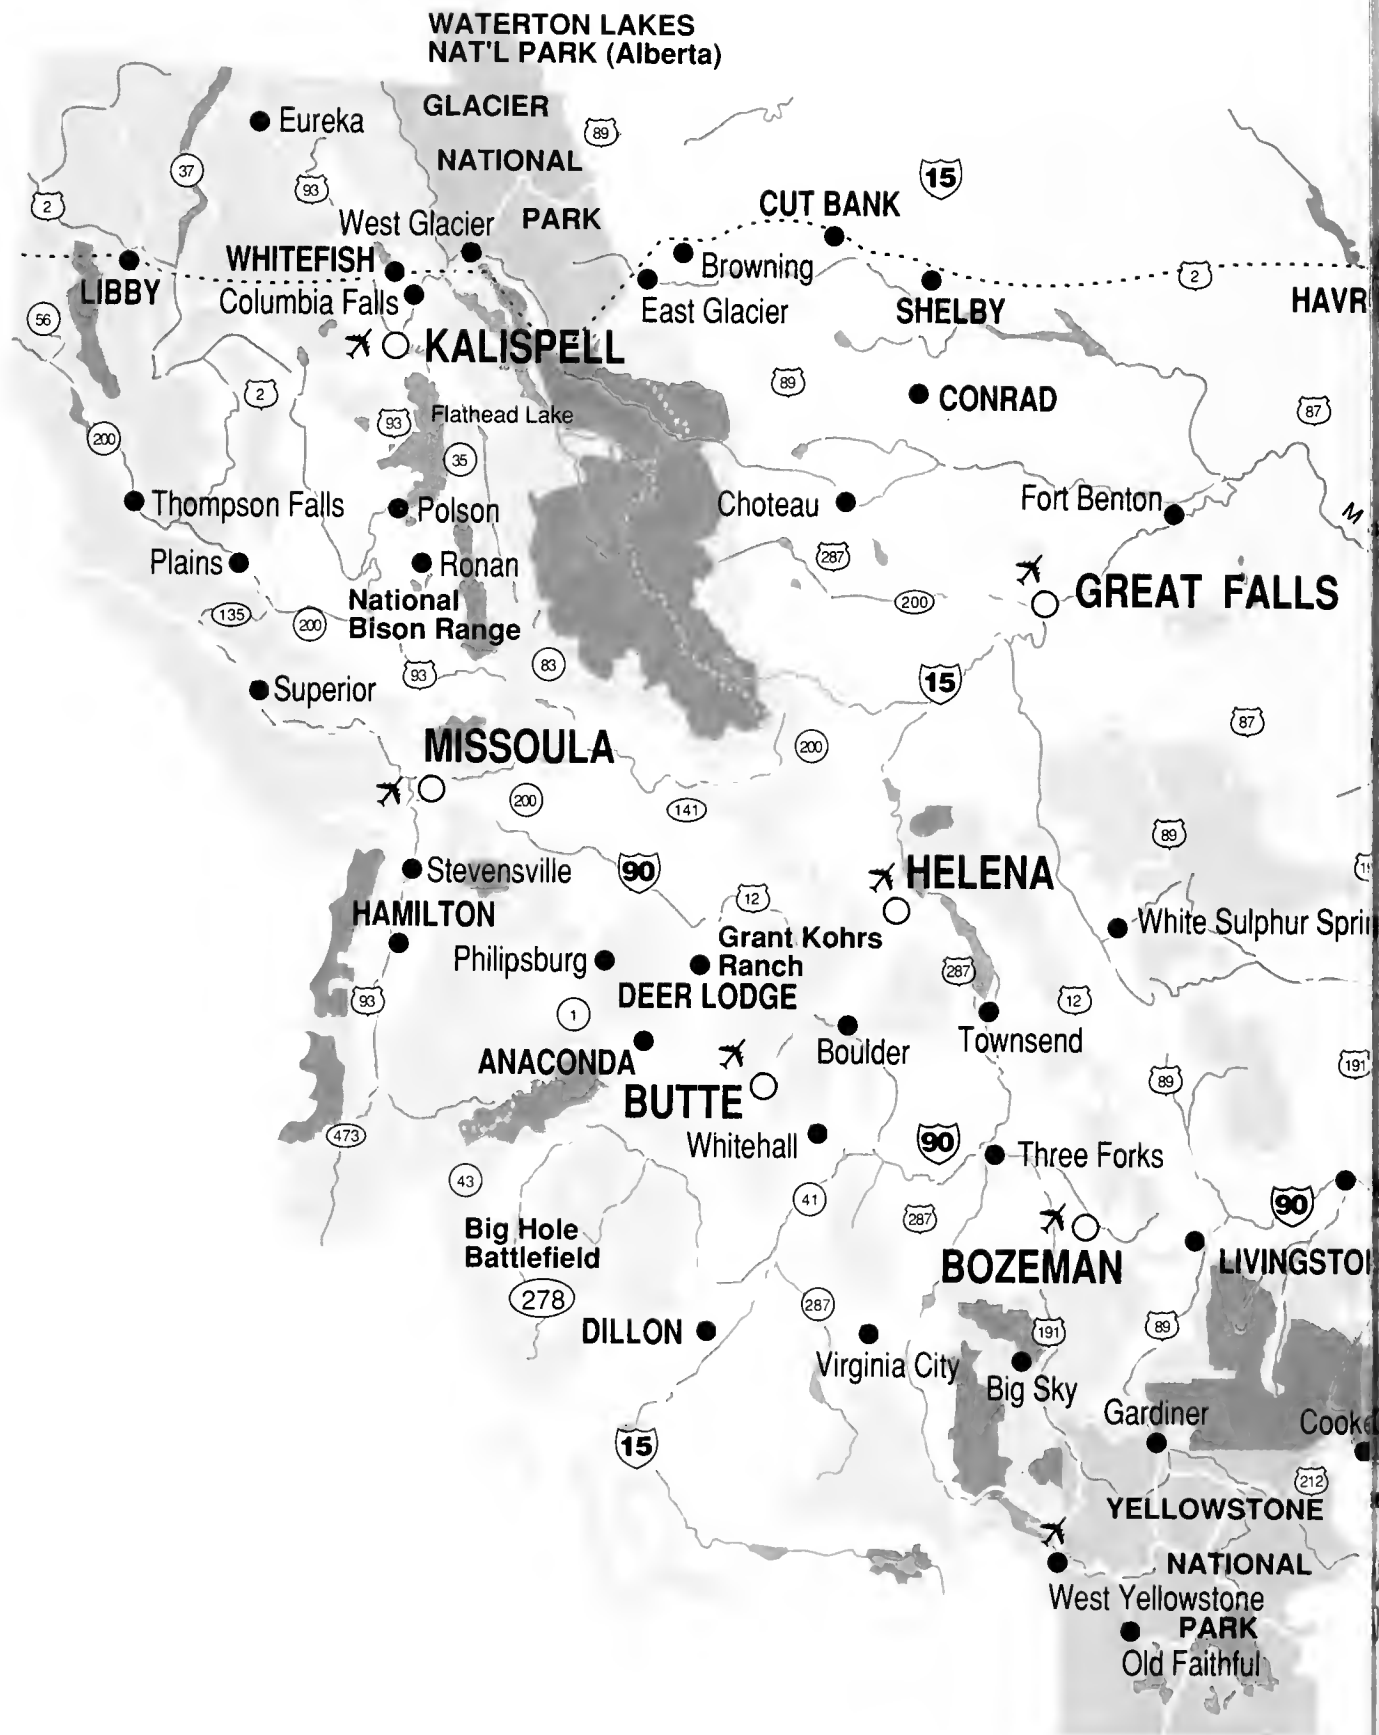 WATERTON LAKES
NAT'L PARK (Alberta)
GLACIER
89
NATIONAL
Eureka
37
93
15
2
CUT BANK
West Glacier
PARK
WHITEFISH
Browning
2
LIBBY
Columbia Falls
East Glacier
SHELBY
HAVR
56
KALISPELL
89
2
CONRAD
93
Flathead Lake
87
200
35
Thompson Falls
Polson
Choteau
Fort Benton
M
Plains
Ronan
287
National
200
GREAT FALLS
135
200
Bison Range
93
83
15
Superior
87
MISSOULA
200
200
141
89
Stevensville
90
HELENA
19
12
HAMILTON
Grant Kohrs
White Sulphur Sprin
Philipsburg
Ranch
287
93
DEER LODGE
12
1
Boulder
Townsend
ANACONDA
191
89
BUTTE
473
Whitehall
90
Three Forks
43
41
90
287
Big Hole
Battlefield
BOZEMAN
LIVINGSTO
278
287
DILLON
191
89
Virginia City
Big Sky
Gardiner
Cooke
15
212
YELLOWSTONE
NATIONAL
West Yellowstone
PARK
Old Faithful